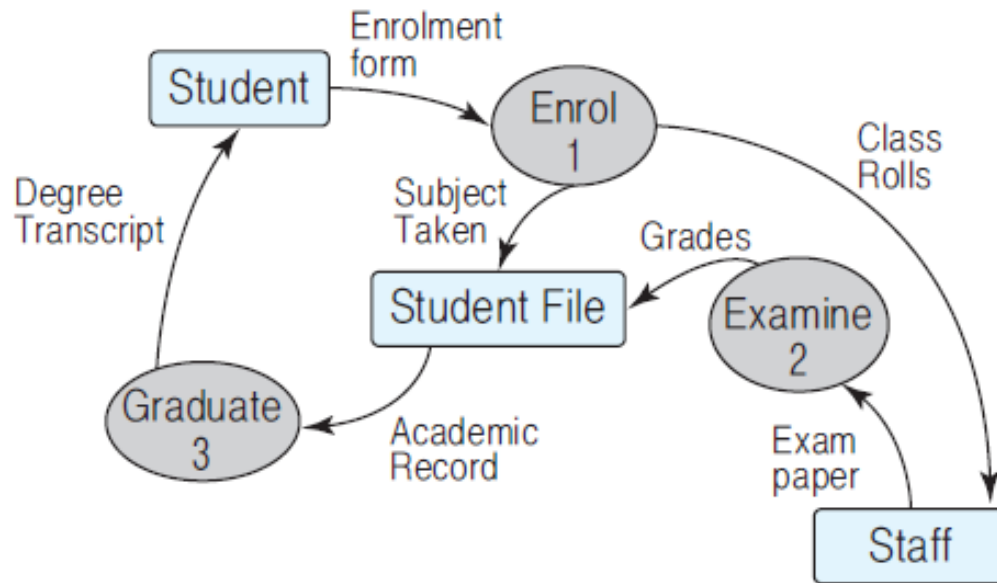 Enrolment
form
Student
Enrol
1
Class
Rolls
Degree
Transcript
Subject
Taken
Grades
Student File
Examine
2
Graduate
3
Academic
Record
Exam
paper
Staff